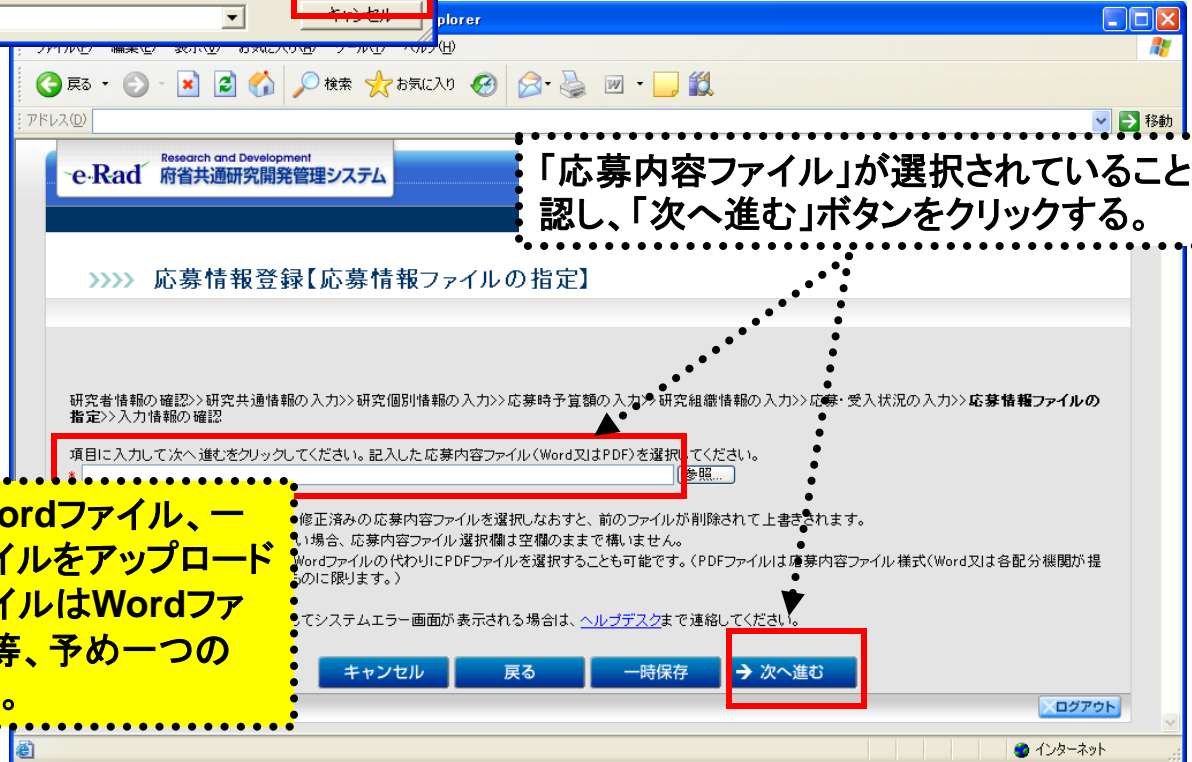 キャンセル
plorer
ファイル(F) 編集(E) 表示(V) お気に入り(A) ツール(T) ヘルプ(H)
戻る 検索 お気に入り
アドレス(D) 移動
e-Rad Research and Development
府省共通研究開発管理システム
「応募内容ファイル」が選択されていること
認し、「次へ進む」ボタンをクリックする。
>>>> 応募情報登録【応募情報ファイルの指定】
研究者情報の確認>>研究共通情報の入力>>研究個別情報の入力>>応募時予算額の入力>>研究組織情報の入力>>応募・受入状況の入力>>応募情報ファイルの
指定>>入力情報の確認
項目に入力して次へ進むをクリックしてください。記入した応募内容ファイル(Word又はPDF)を選択してください。
* 参照...
ordファイル、一
イルをアップロード
イルはWordファ
等、予め一つの
。
修正済みの応募内容ファイルを選択しなおすと、前のファイルが削除されて上書きされます。
い場合、応募内容ファイル選択欄は空欄のままで構いません。
Wordファイルの代わりにPDFファイルを選択することも可能です。(PDFファイルは応募内容ファイル様式(Word又は各配分機関が提
ものに限ります。)
てシステムエラー画面が表示される場合は、ヘルプデスクまで連絡してください。
キャンセル 戻る 一時保存 → 次へ進む
ログアウト
インターネット